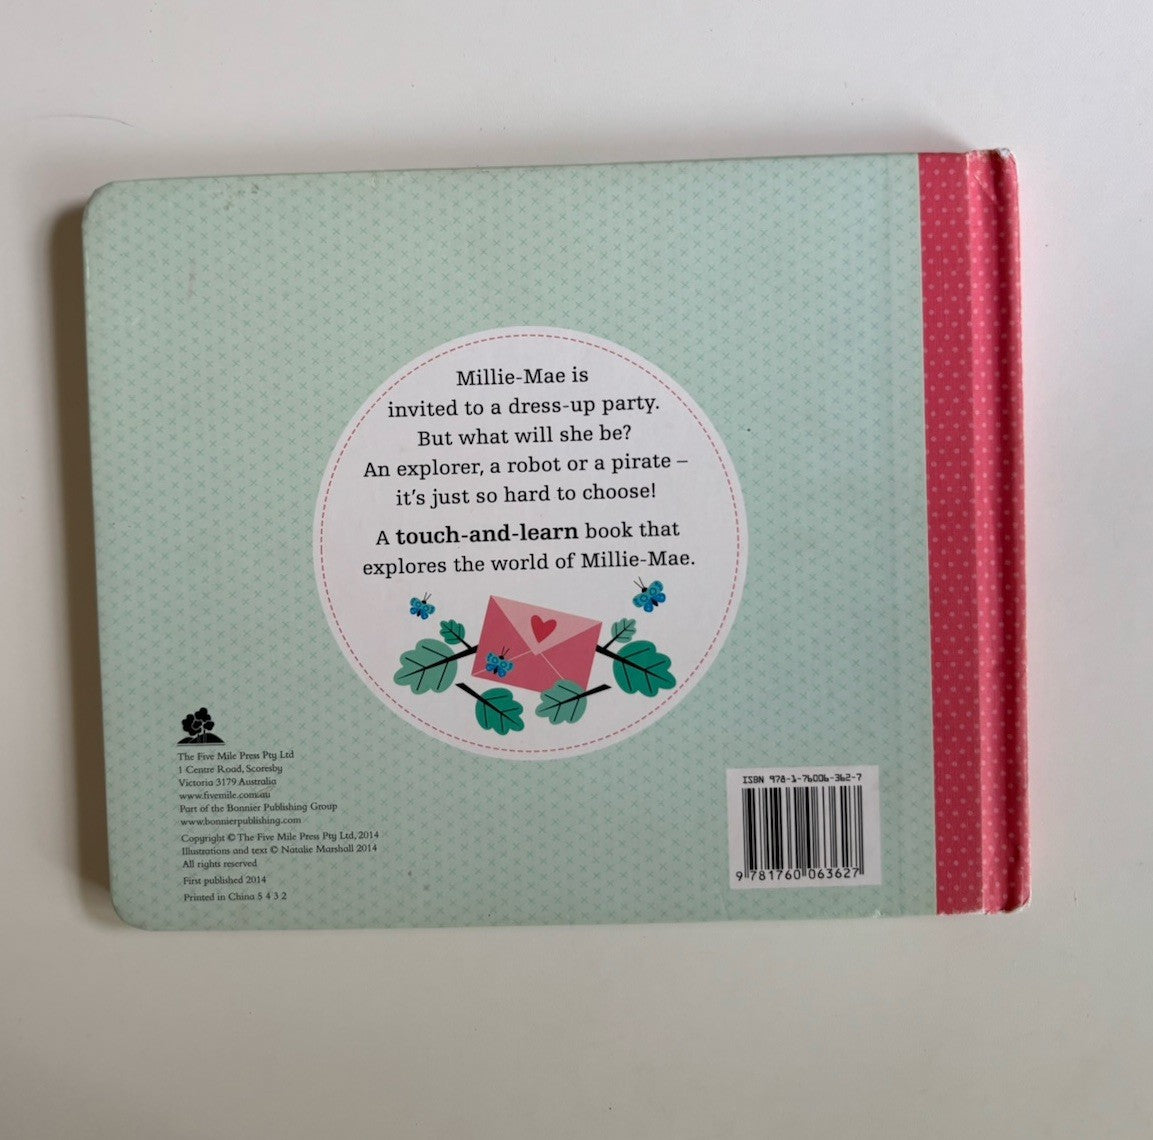 Millie-Mae is
invited to a dress-up party.
But what will she be?
An explorer, a robot or a pirate –
it's just so hard to choose!
A touch-and-learn book that
explores the world of Millie-Mae.
The Five Mile Press Pty Ltd
1 Centre Road, Scoresby
Victoria 3179 Australia
www.fivemile.com.au
Part of the Bonnier Publishing Group
www.bonnierpublishing.com
Copyright © The Five Mile Press Pty Ltd, 2014
Illustrations and text © Natalie Marshall 2014
All rights reserved
First published 2014
Printed in China 5 4 3 2
ISBN 978-1-76006-362-7
9 781760 063627